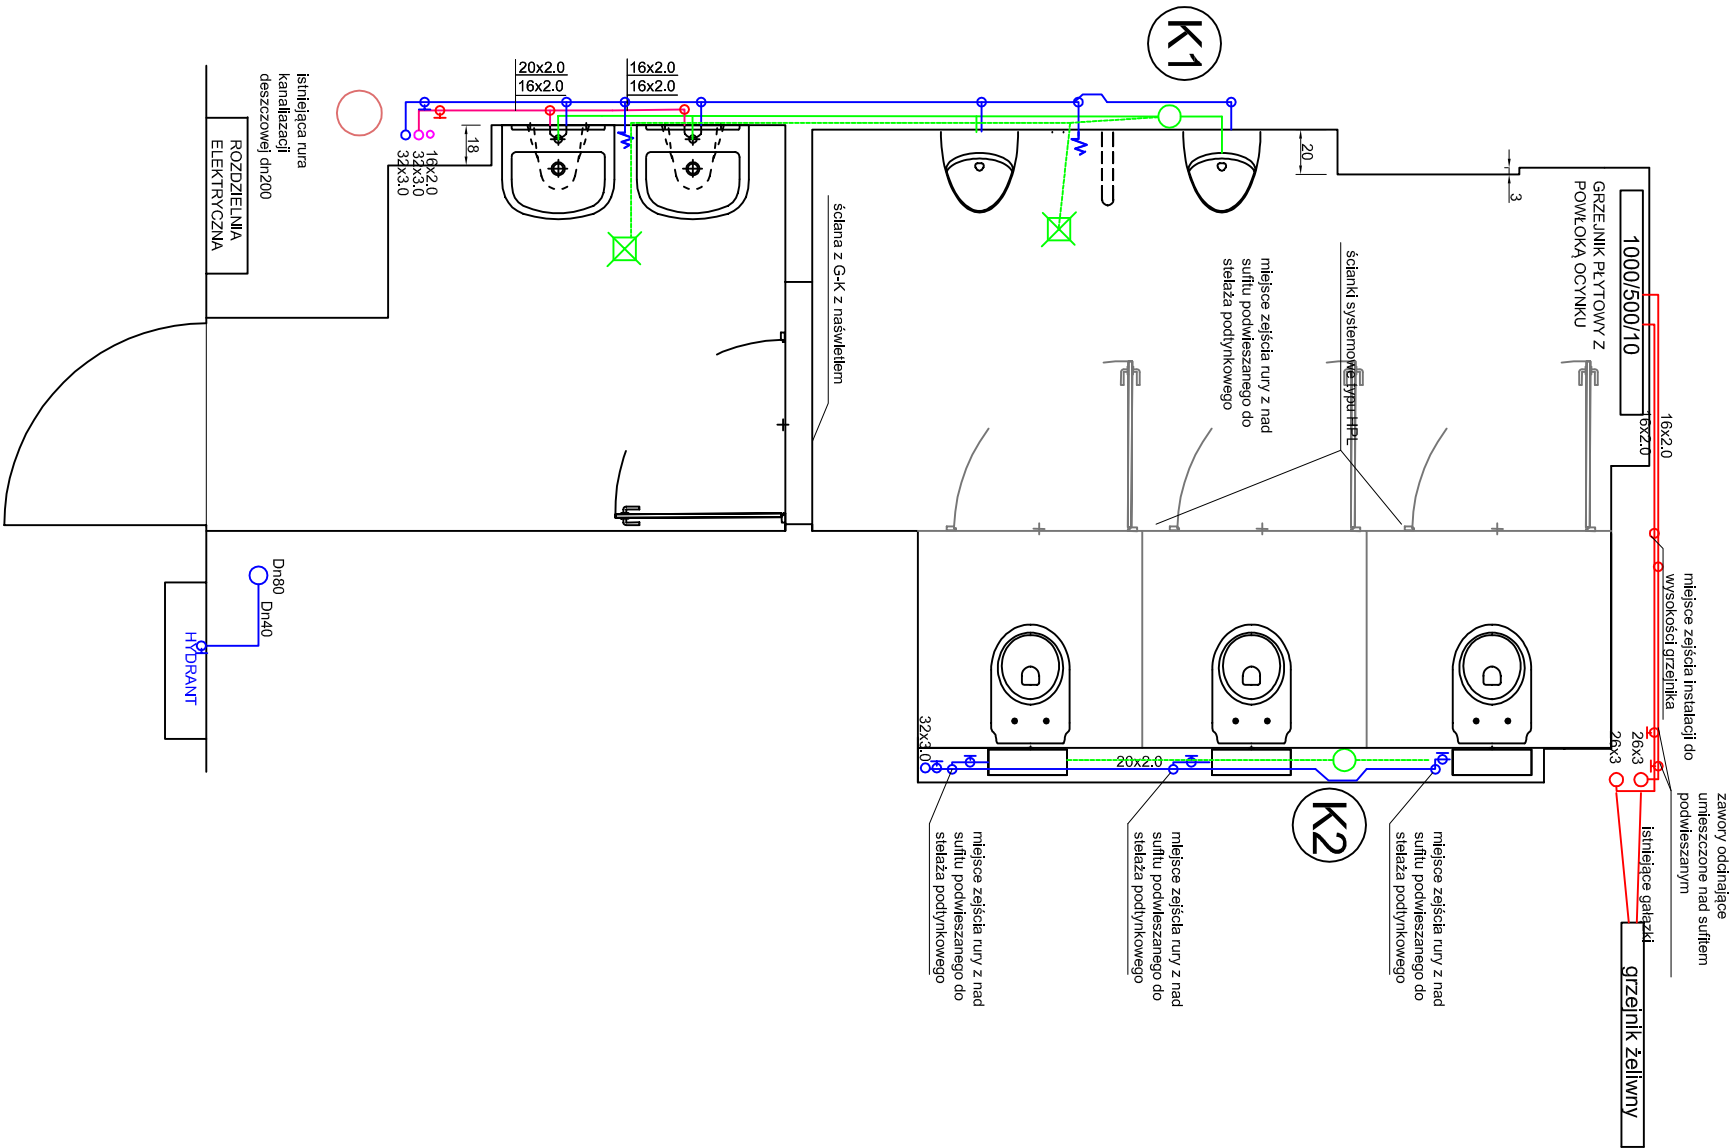 K1
20x2.0
16x2.0
16x2.0
16x2.0
istniejąca rura
kanaliazacji
deszozowej dn200
ROZDZIELNIA
ELEKTRYCZNA
16x2.0
32x3.0
32x3.0
18
20
3
GRZEJNIK PŁYTOWY Z
POWŁOKĄ OCYNKU
1000/500/10
ściana z G-K z naświetlem
miejsce zejścia rury z nad
sufitu podwieszanego do
stelaża podtynkowego
ścianki systemowe typu HPL
16x2.0
16x2.0
miejsce zejścia instalacji do
wysokości grzejnika
Dn80
Dn40
HYDRANT
32x3.0
20x2.0
26x3
26x3
K2
zawory odcinające
umieszczone nad sufitem
podwieszanym
istniejące gałązki
grzejnik żeliwny
miejsce zejścia rury z nad
sufitu podwieszanego do
stelaża podtynkowego
miejsce zejścia rury z nad
sufitu podwieszanego do
stelaża podtynkowego
miejsce zejścia rury z nad
sufitu podwieszanego do
stelaża podtynkowego